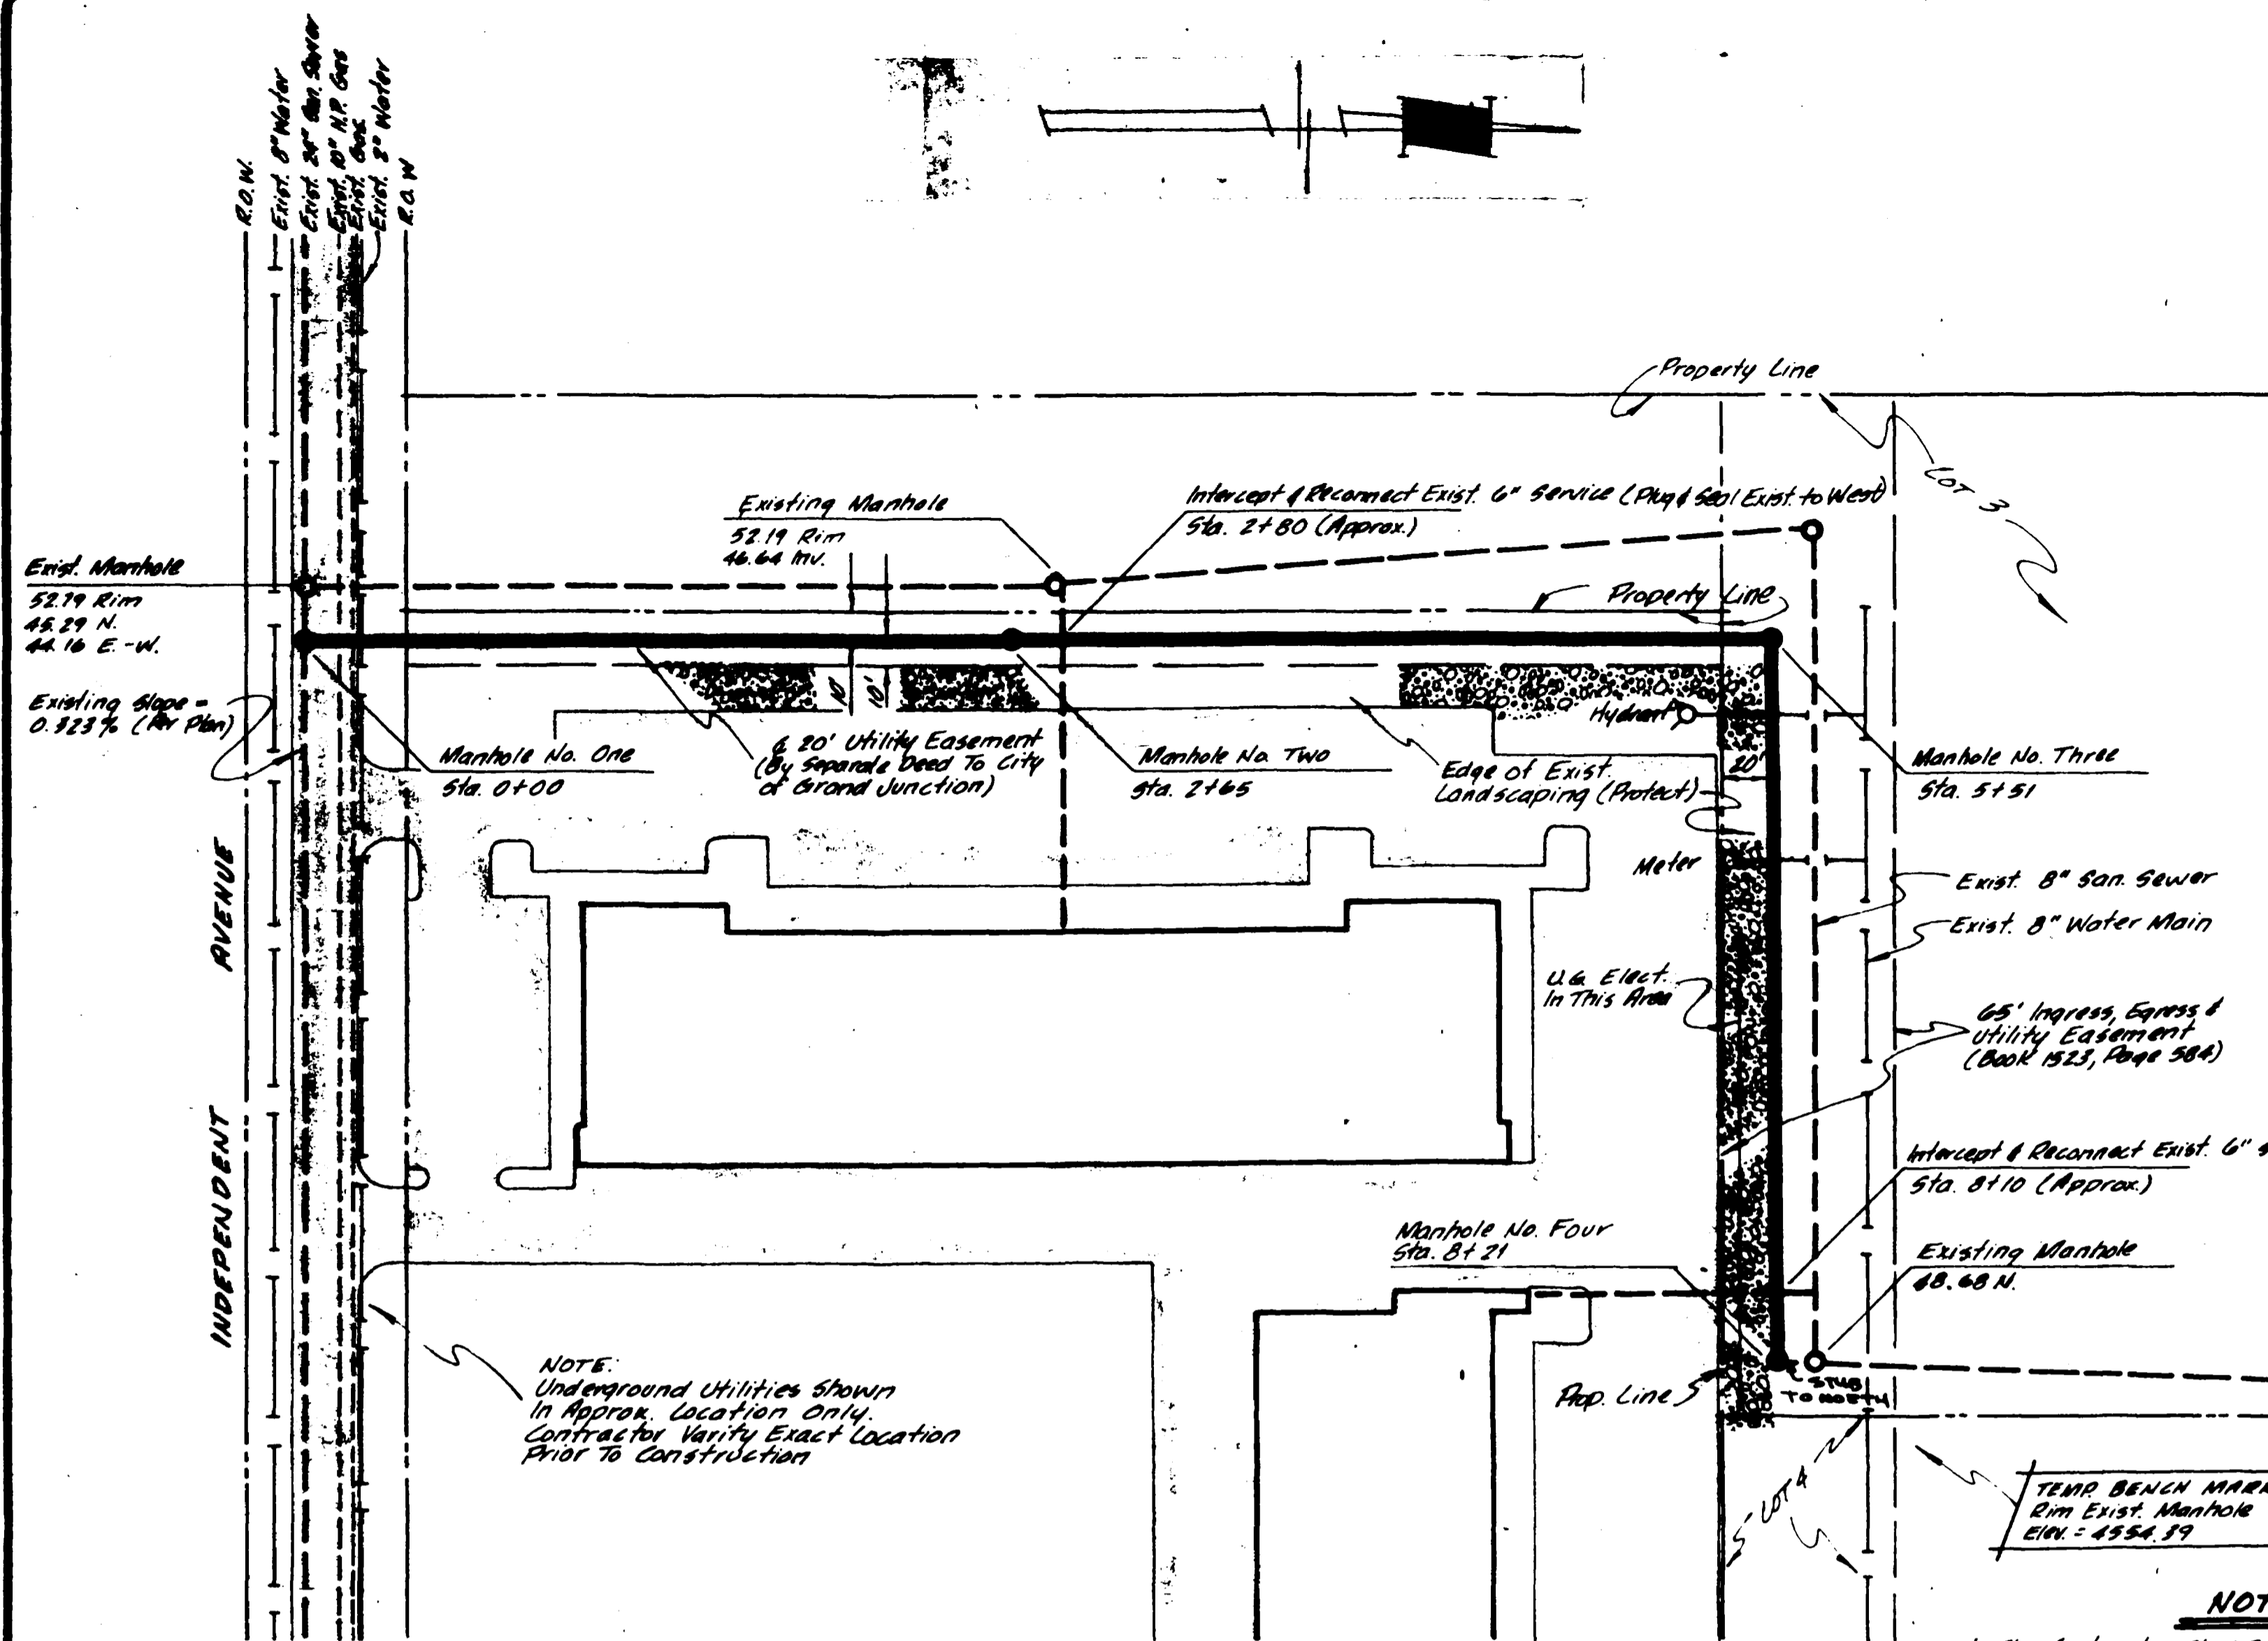 R.O.W.
Exist. 8" Water
Exist. 24" San. Sewer
Exist. 10" H.P. Gas
Exist. Gas
Exist. 2" Water
R.O.W
Property Line
LOT 3
Existing Manhole
52.19 Rim
46.64 Inv.
Intercept & Reconnect Exist. 6" Service (Plug & Seal Exist. to West)
Sta. 2+80 (Approx.)
Exist. Manhole
52.79 Rim
45.29 N.
44.16 E.-W.
Property Line
Existing Slope =
0.323% (Per Plan)
Manhole No. One
Sta. 0+00
10'
10'
℄ 20' Utility Easement
(By Separate Deed To City
of Grand Junction)
Manhole No. Two
Sta. 2+65
Hydrant
Edge of Exist.
Landscaping (Protect)
20'
Manhole No. Three
Sta. 5+51
Meter
Exist. 8" San. Sewer
Exist. 8" Water Main
U.G. Elect.
In This Area
65' Ingress, Egress &
Utility Easement
(Book 1523, Page 584)
INDEPENDENT AVENUE
Intercept & Reconnect Exist. 6"
Sta. 8+10 (Approx.)
Manhole No. Four
Sta. 8+21
Existing Manhole
48.68 N.
STUB
TO NORTH
Prop. Line
LOT 4
NOTE:
Underground Utilities Shown
In Approx. Location Only.
Contractor Varity Exact Location
Prior To Construction
TEMP. BENCH MARK
Rim Exist. Manhole
Elev. = 4554.39
NOT